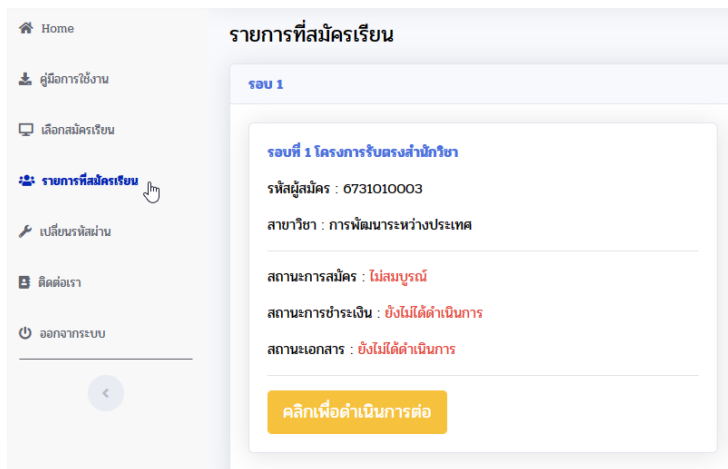 Home
คู่มือการใช้งาน
เลือกสมัครเรียน
รายการที่สมัครเรียน
เปลี่ยนรหัสผ่าน
ติดต่อเรา
ออกจากระบบ
รายการที่สมัครเรียน
รอบ 1
รอบที่ 1 โครงการรับตรงสำนักวิชา
รหัสผู้สมัคร : 6731010003
สาขาวิชา : การพัฒนาระหว่างประเทศ
สถานะการสมัคร : ไม่สมบูรณ์
สถานะการชำระเงิน : ยังไม่ได้ดำเนินการ
สถานะเอกสาร : ยังไม่ได้ดำเนินการ
คลิกเพื่อดำเนินการต่อ